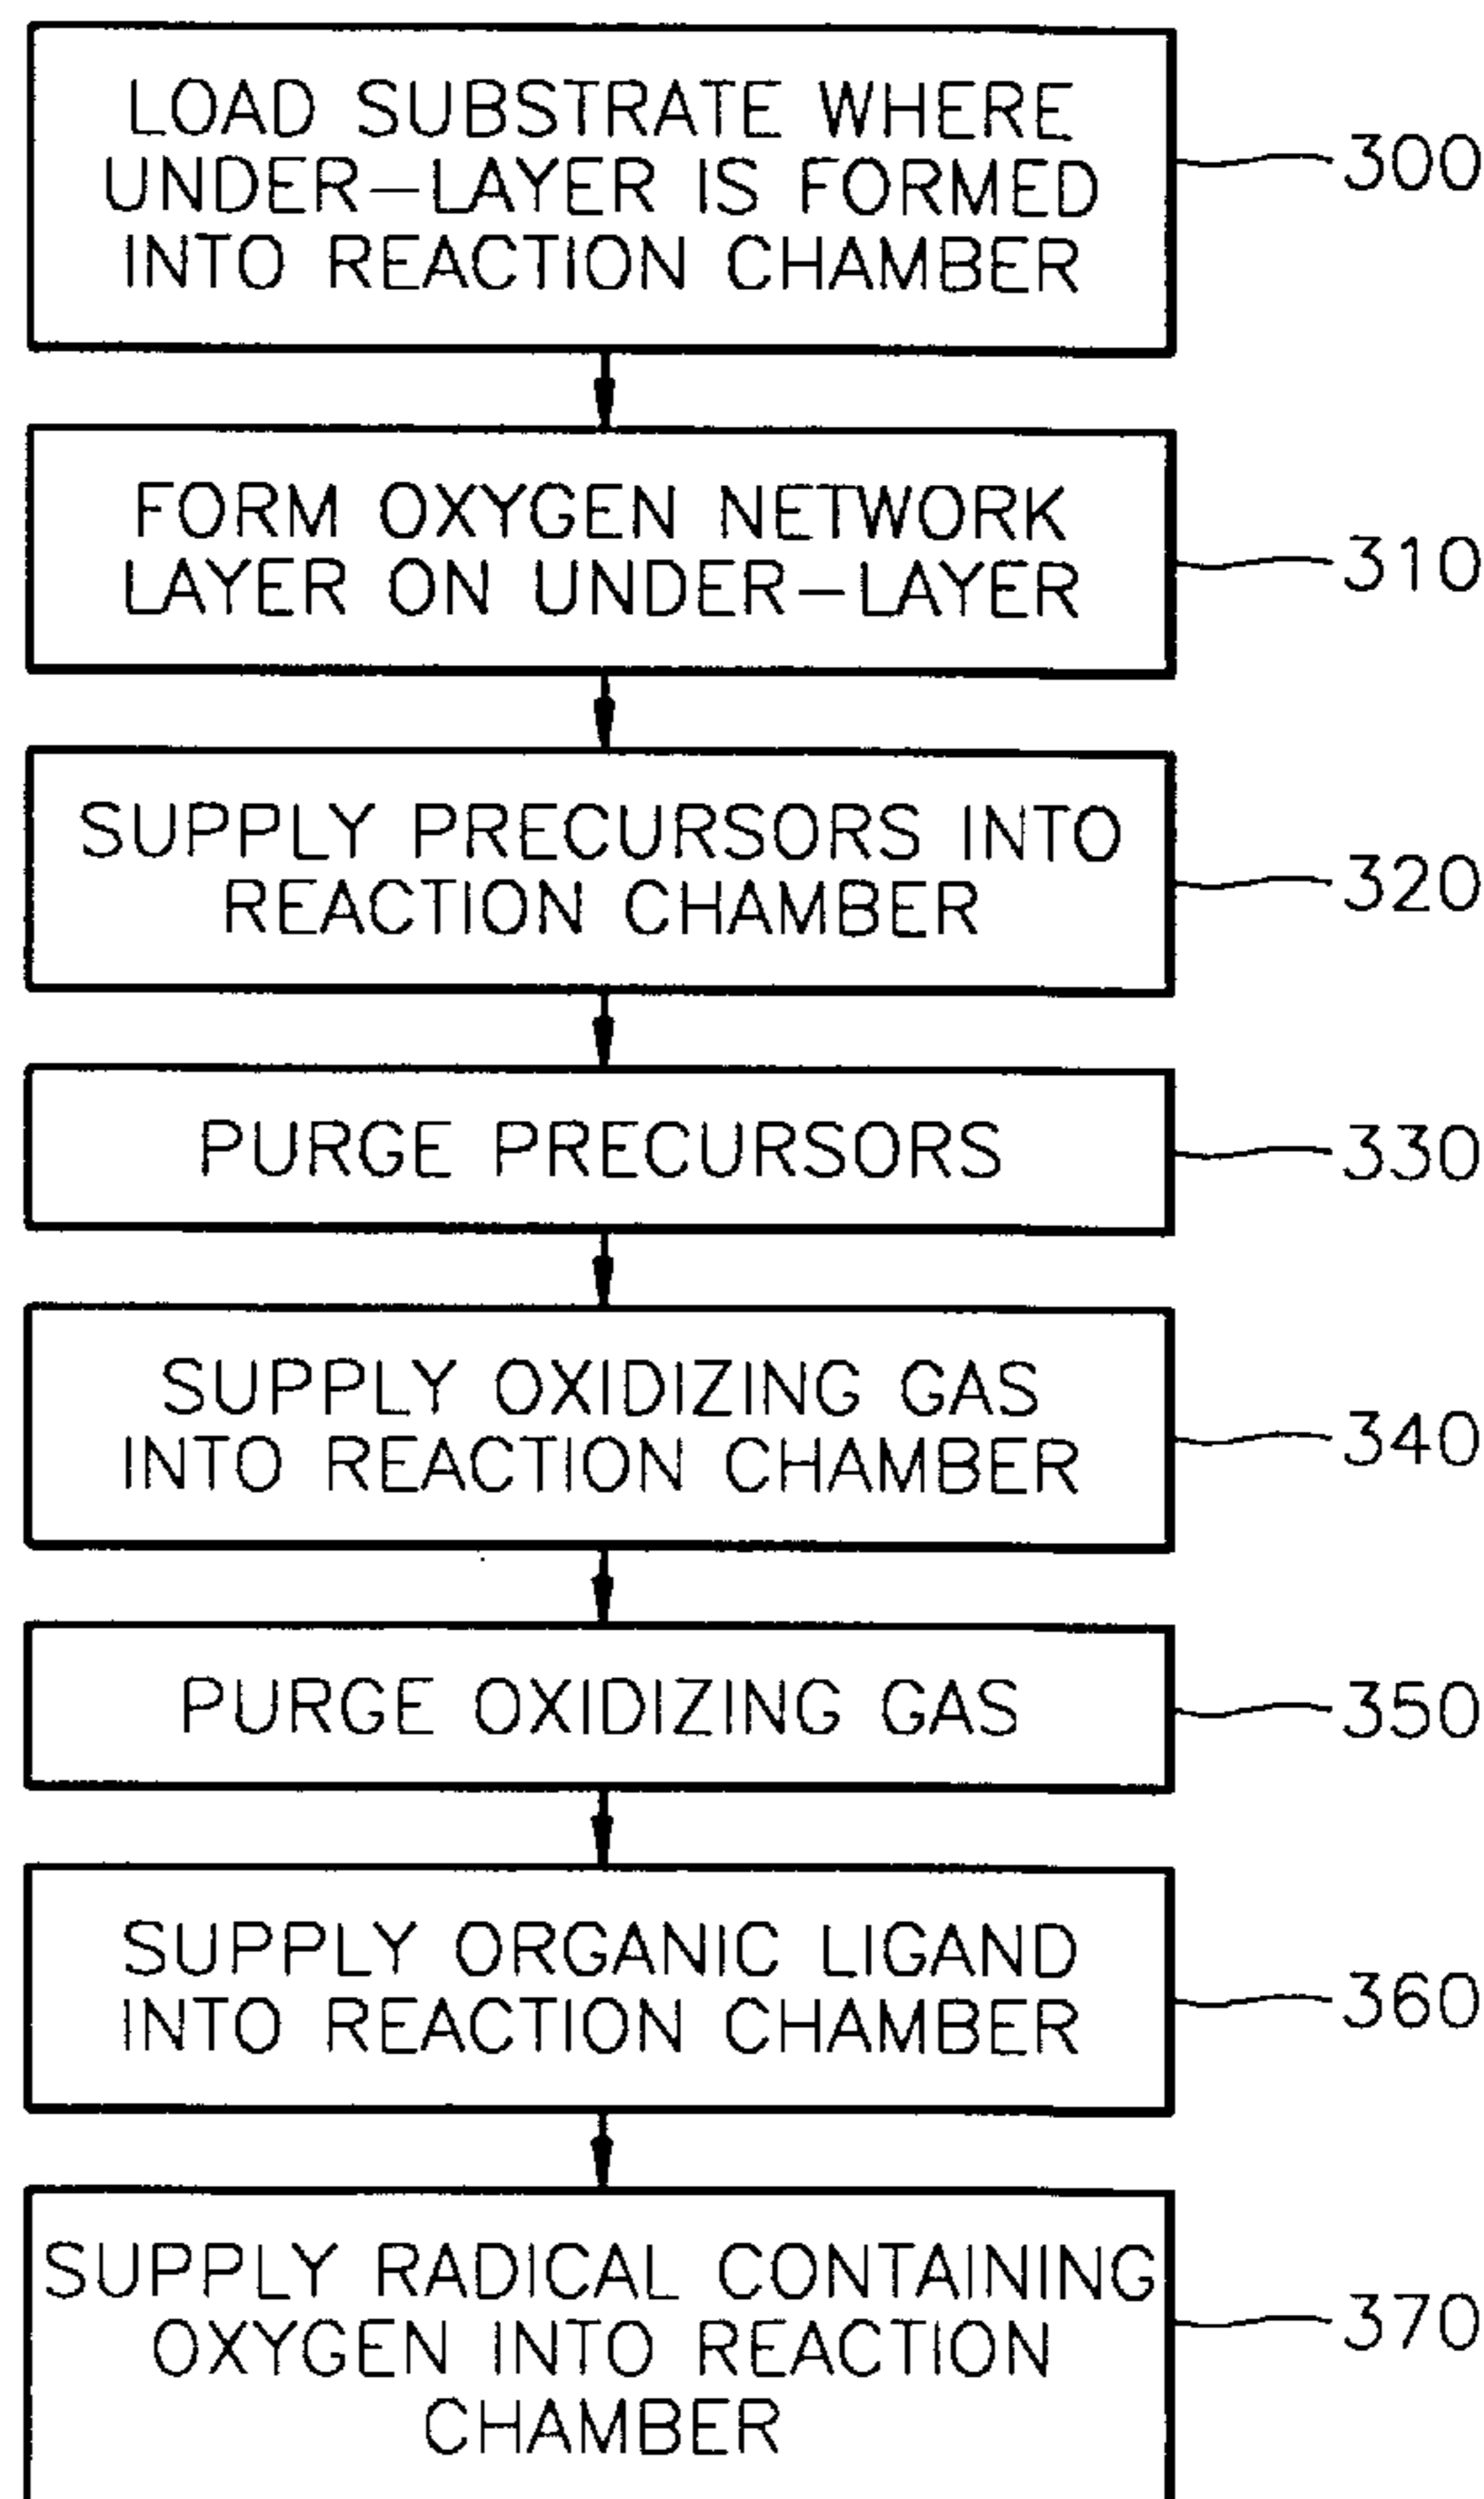 LOAD SUBSTRATE WHERE
UNDER-LAYER IS FORMED
INTO REACTION CHAMBER
300
FORM OXYGEN NETWORK
LAYER ON UNDER-LAYER
310
SUPPLY PRECURSORS INTO
REACTION CHAMBER
320
PURGE PRECURSORS
330
SUPPLY OXIDIZING GAS
INTO REACTION CHAMBER
340
PURGE OXIDIZING GAS
350
SUPPLY ORGANIC LIGAND
INTO REACTION CHAMBER
360
SUPPLY RADICAL CONTAINING
OXYGEN INTO REACTION
CHAMBER
370